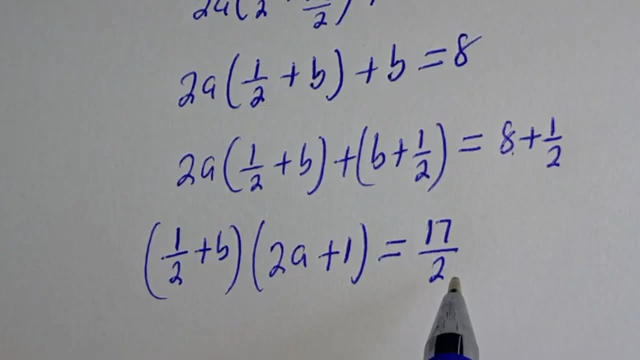 2a(1/2 + b) + b = 8
2a(1/2 + b) + (b + 1/2) = 8 + 1/2
(1/2 + b)(2a + 1) = 17/2